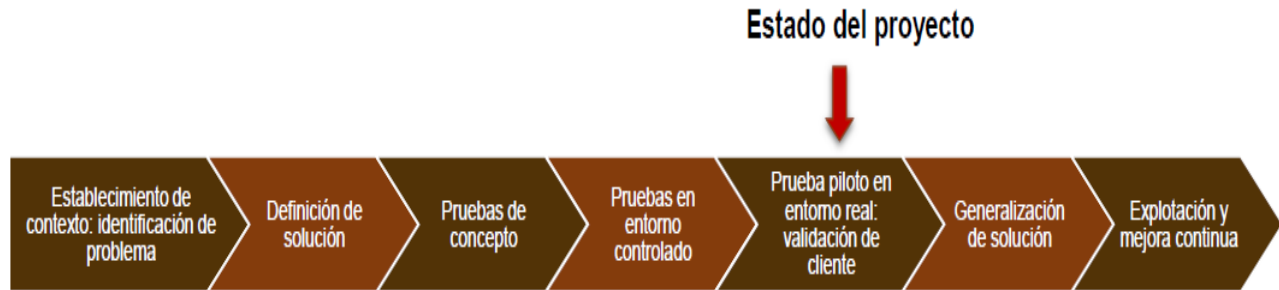 Estado del proyecto
Establecimiento de
contexto: identificación de
problema
Definición de
solución
Pruebas de
concepto
Pruebas en
entorno
controlado
Prueba piloto en
entorno real:
validación de
cliente
Generalización
de solución
Explotación y
mejora continua